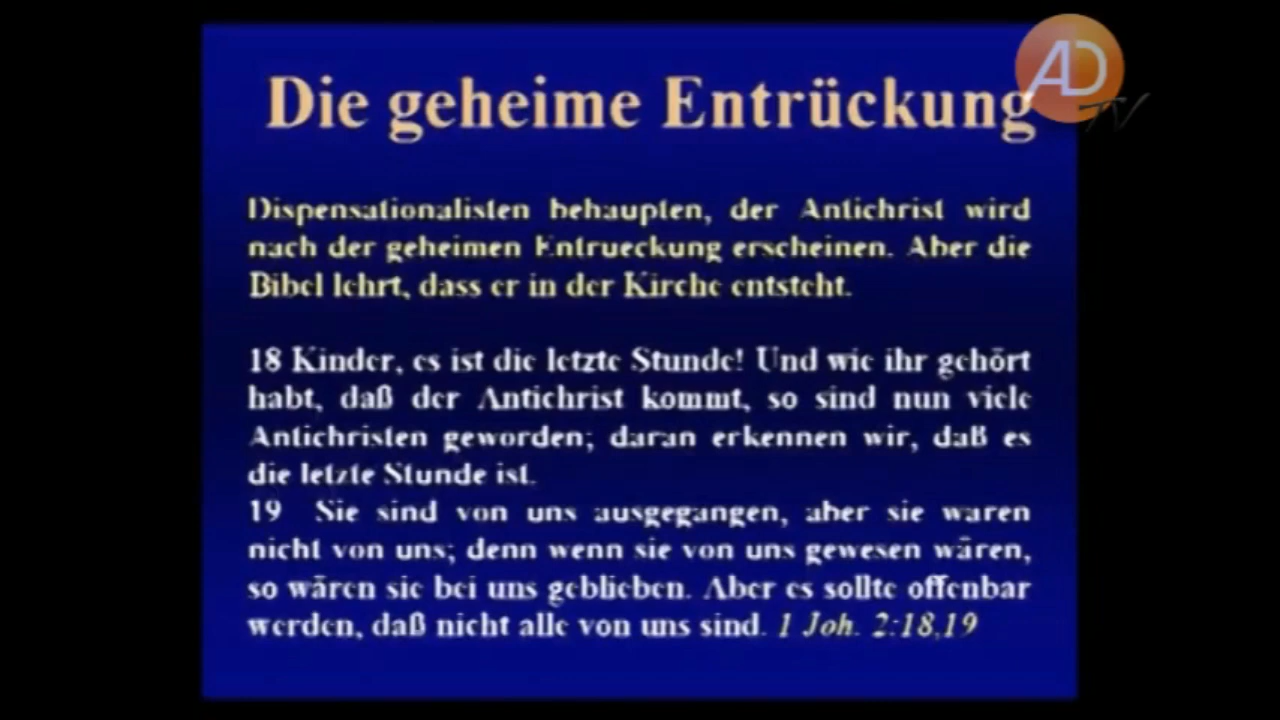 Die geheime Entrückung
AD
TV
Dispensationalisten behaupten, der Antichrist wird
nach der geheimen Entrueckung erscheinen. Aber die
Bibel lehrt, dass er in der Kirche entsteht.
18 Kinder, es ist die letzte Stunde! Und wie ihr gehört
habt, daß der Antichrist kommt, so sind nun viele
Antichristen geworden; daran erkennen wir, daß es
die letzte Stunde ist.
19 Sie sind von uns ausgegangen, aber sie waren
nicht von uns; denn wenn sie von uns gewesen wären,
so wären sie bei uns geblieben. Aber es sollte offenbar
werden, daß nicht alle von uns sind. 1 Joh. 2:18,19